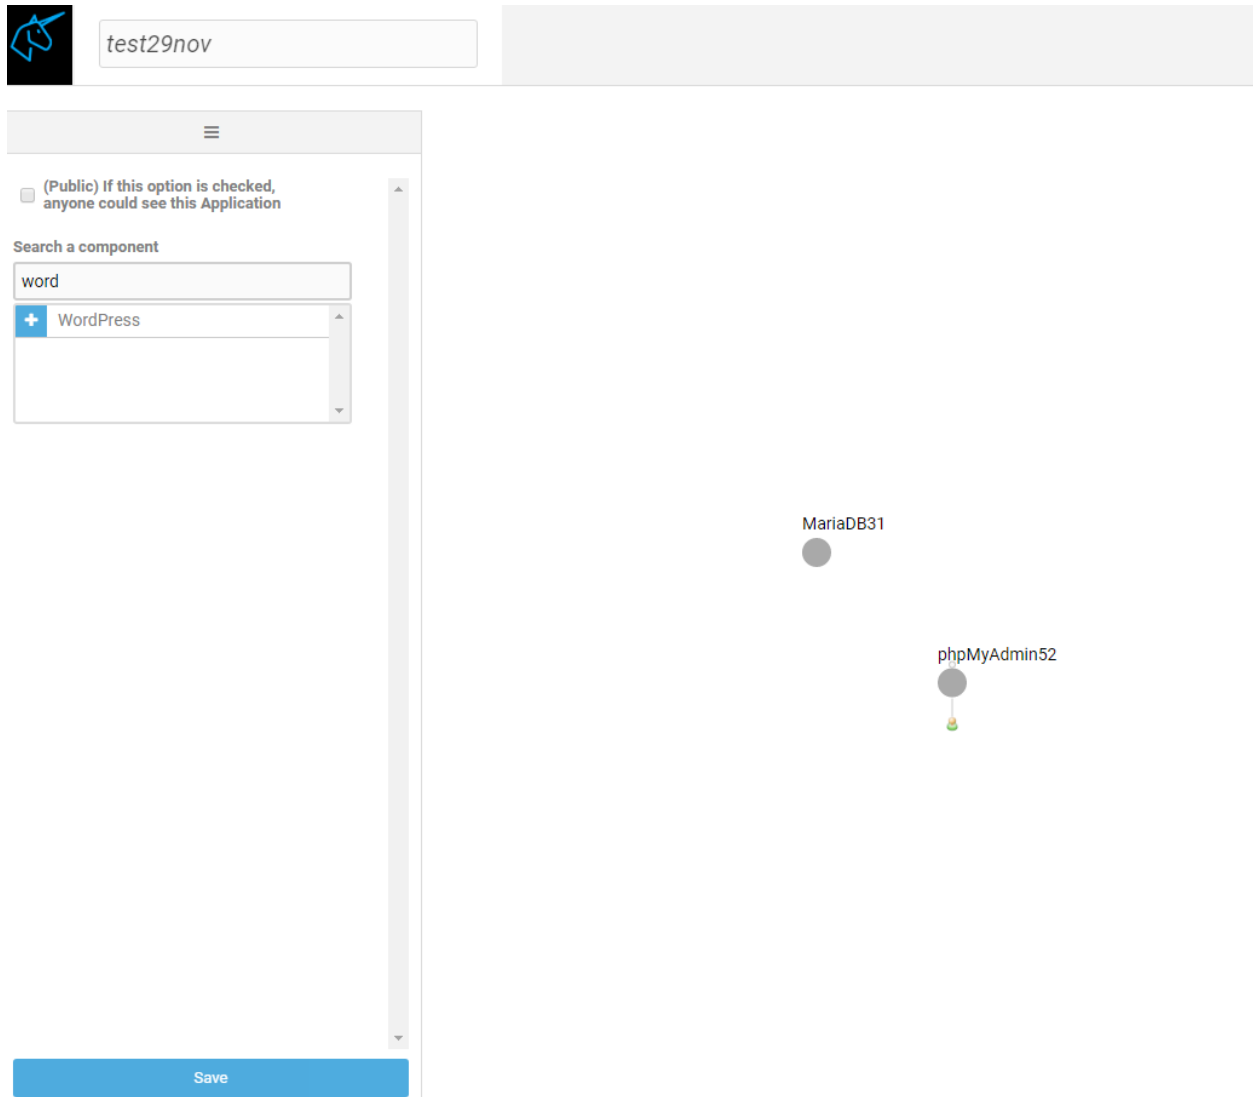 test29nov
(Public) If this option is checked,
anyone could see this Application
Search a component
word
WordPress
MariaDB31
phpMyAdmin52
Save